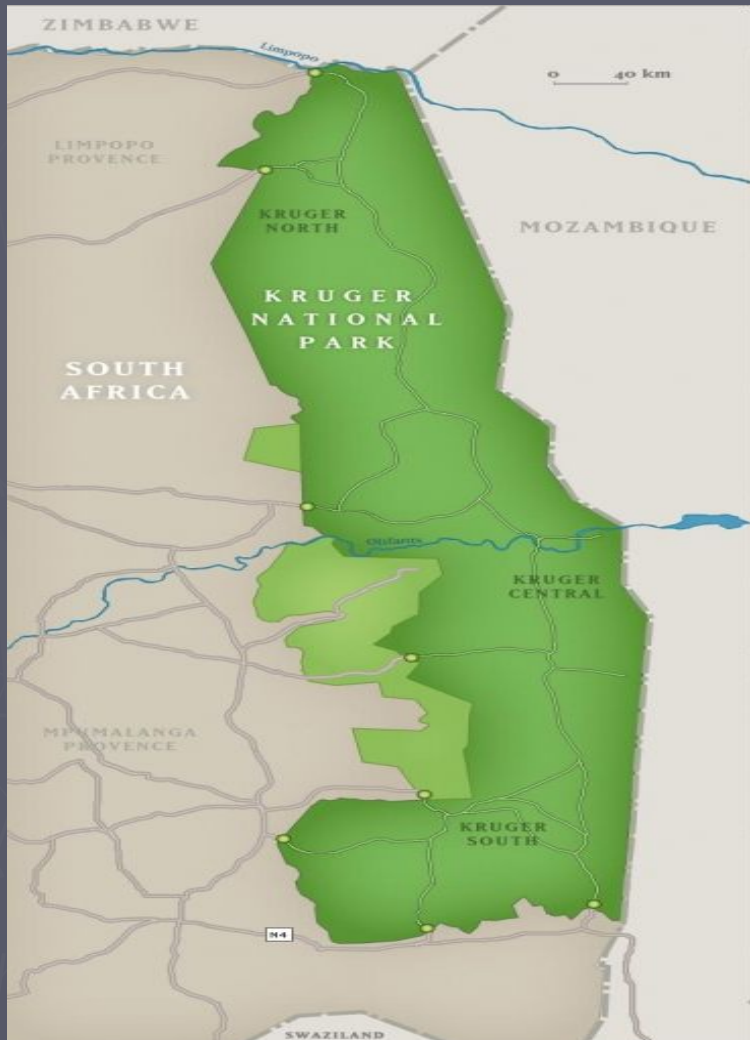 ZIMBABWE
Limpopo
0 40 km
LIMPOPO
PROVENCE
KRUGER
NORTH
MOZAMBIQUE
KRUGER
NATIONAL
PARK
SOUTH
AFRICA
Olifants
KRUGER
CENTRAL
MPUMALANGA
PROVENCE
KRUGER
SOUTH
N4
SWAZILAND